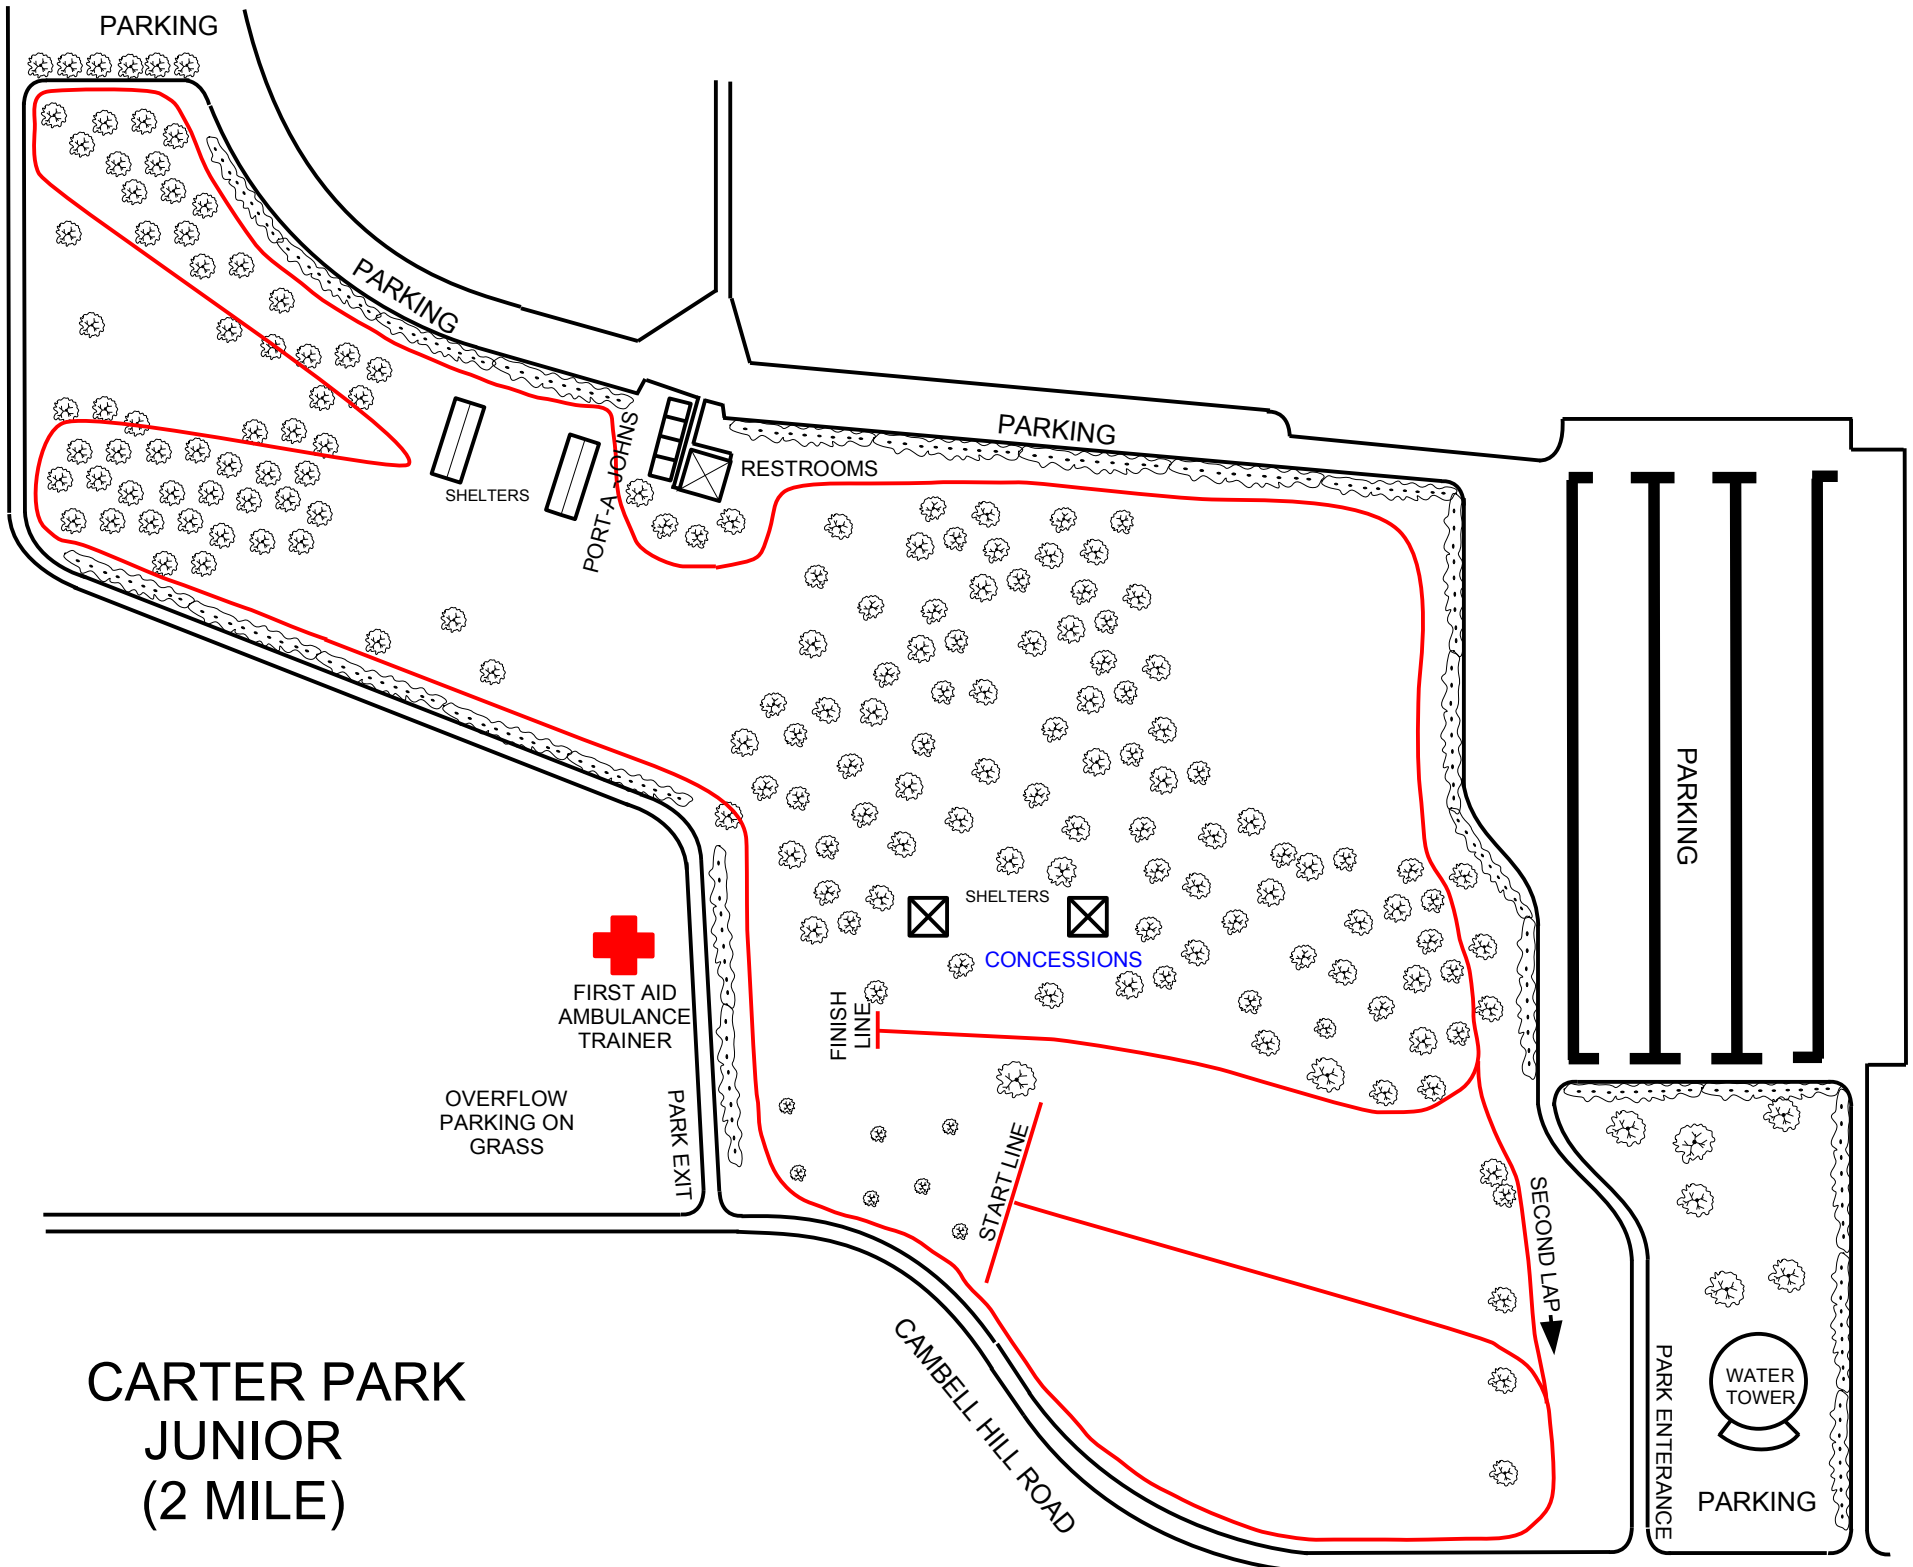 PARKING
PARKING
PARKING
PORT-A-JOHNS
RESTROOMS
SHELTERS
PARKING
SHELTERS
CONCESSIONS
FINISH
LINE
FIRST AID
AMBULANCE
TRAINER
OVERFLOW
PARKING ON
GRASS
PARK EXIT
START LINE
SECOND LAP
CAMBELL HILL ROAD
PARK ENTERANCE
WATER
TOWER
PARKING
CARTER PARK
JUNIOR
(2 MILE)